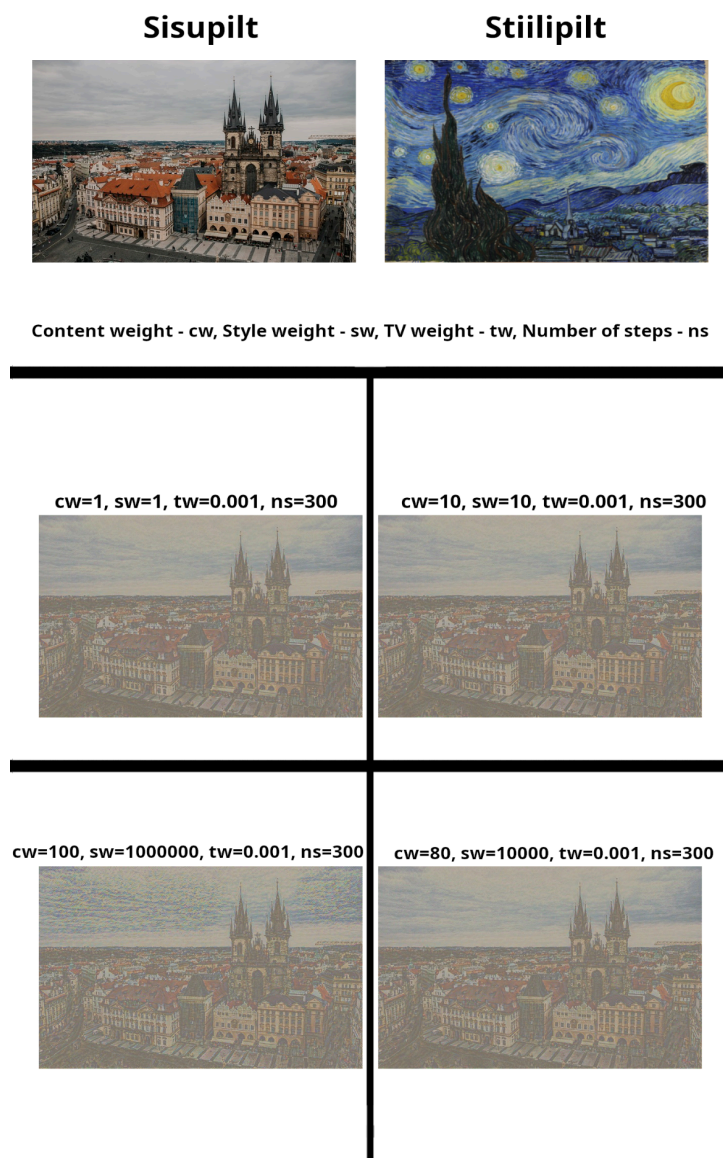 Sisupilt
Stiilipilt
Content weight - cw, Style weight - sw, TV weight - tw, Number of steps - ns
cw=1, sw=1, tw=0.001, ns=300
cw=10, sw=10, tw=0.001, ns=300
cw=100, sw=1000000, tw=0.001, ns=300
cw=80, sw=10000, tw=0.001, ns=300